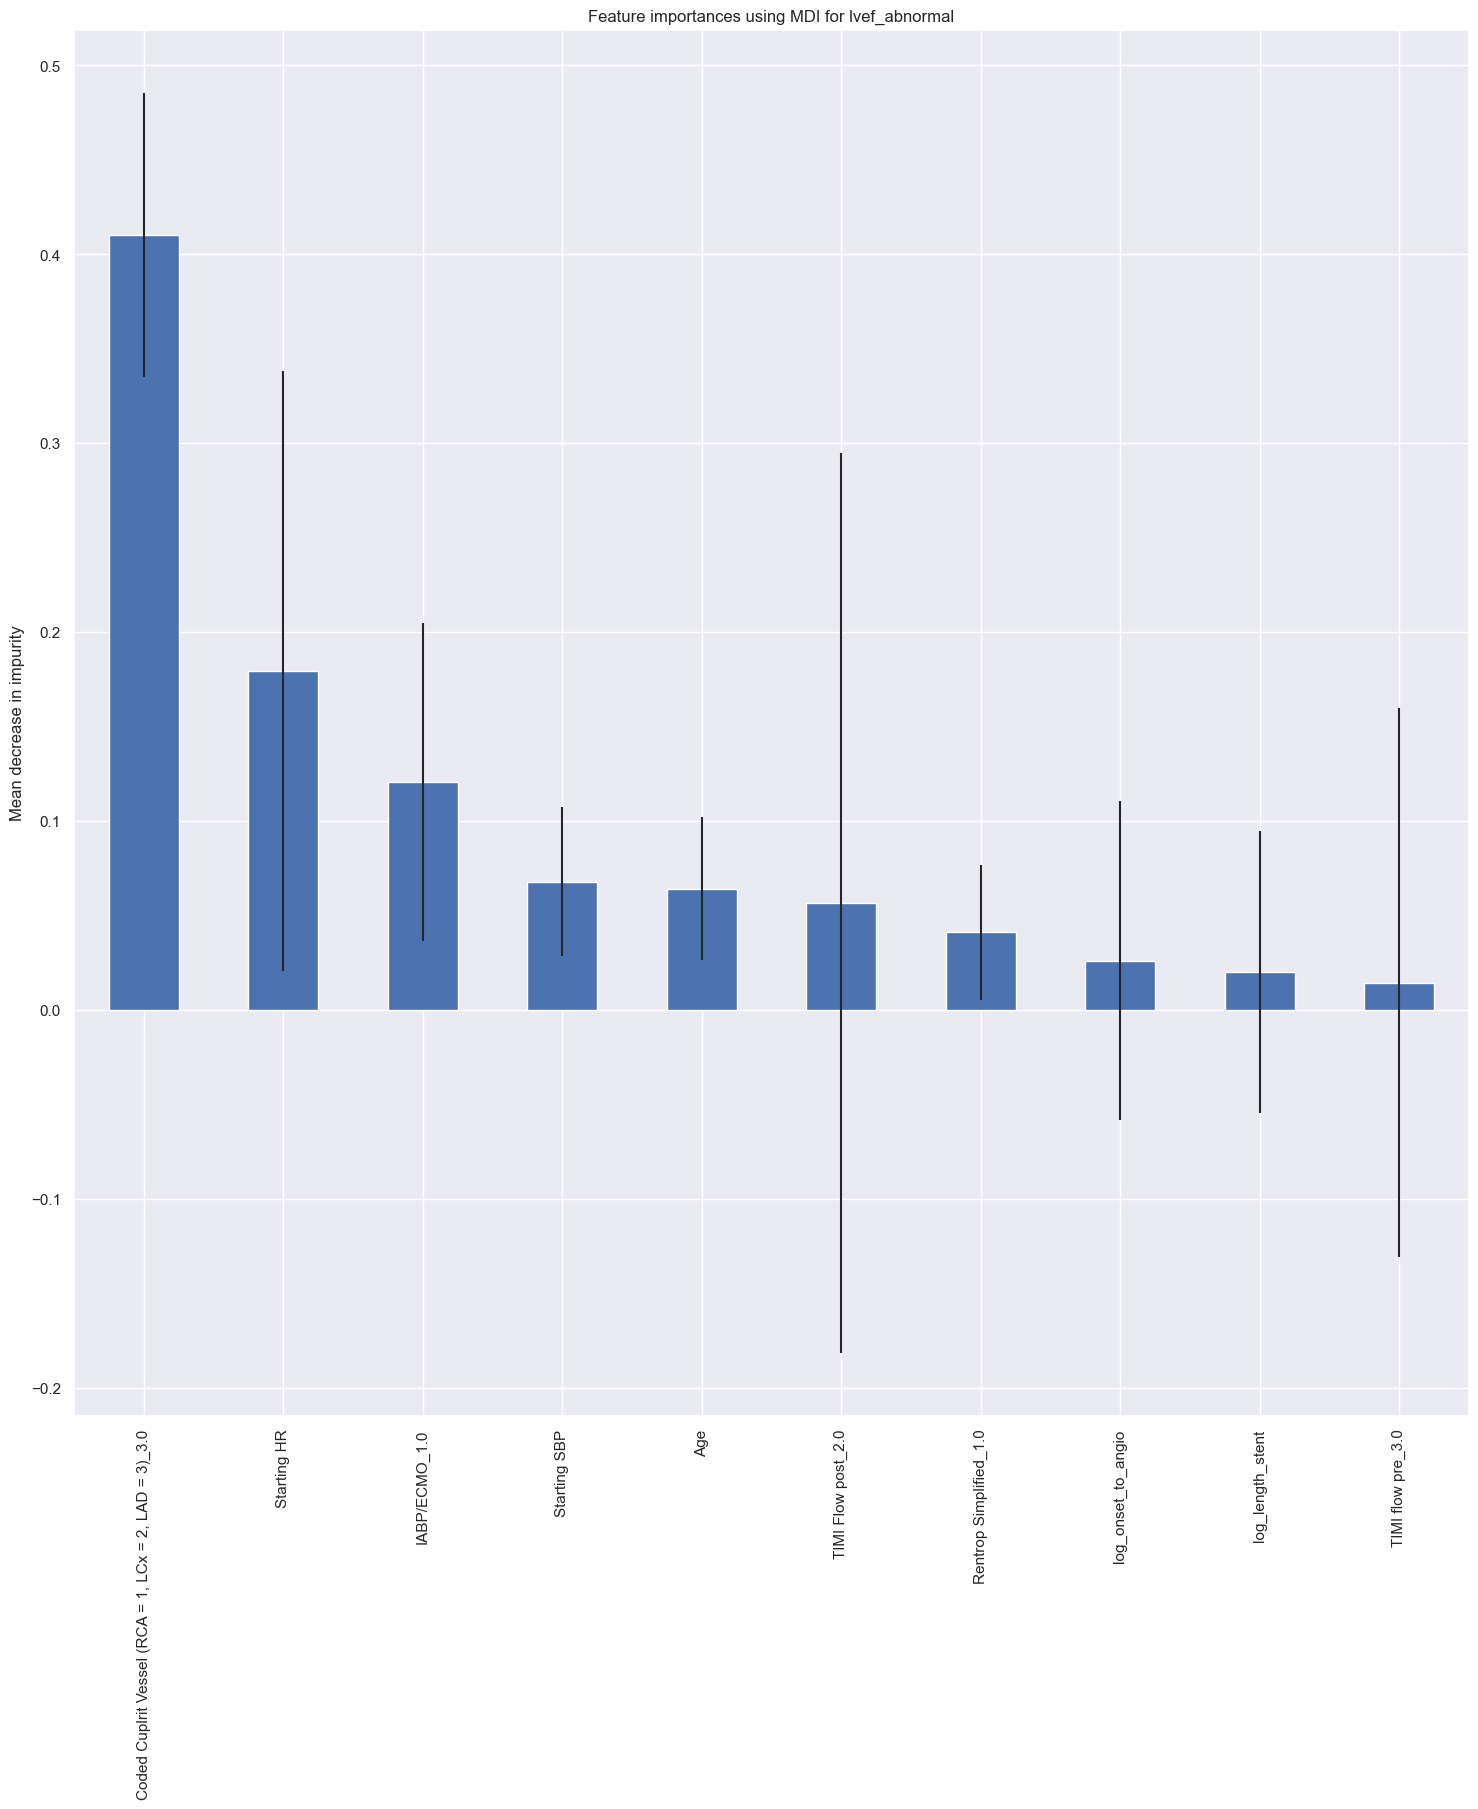 Feature importances using MDI for lvef_abnormal
Mean decrease in impurity
0.5
0.4
0.3
0.2
0.1
0.0
−0.1
−0.2
Coded Cuplrit Vessel (RCA = 1, LCx = 2, LAD = 3)_3.0
Starting HR
IABP/ECMO_1.0
Starting SBP
Age
TIMI Flow post_2.0
Rentrop Simplified_1.0
log_onset_to_angio
log_length_stent
TIMI flow pre_3.0